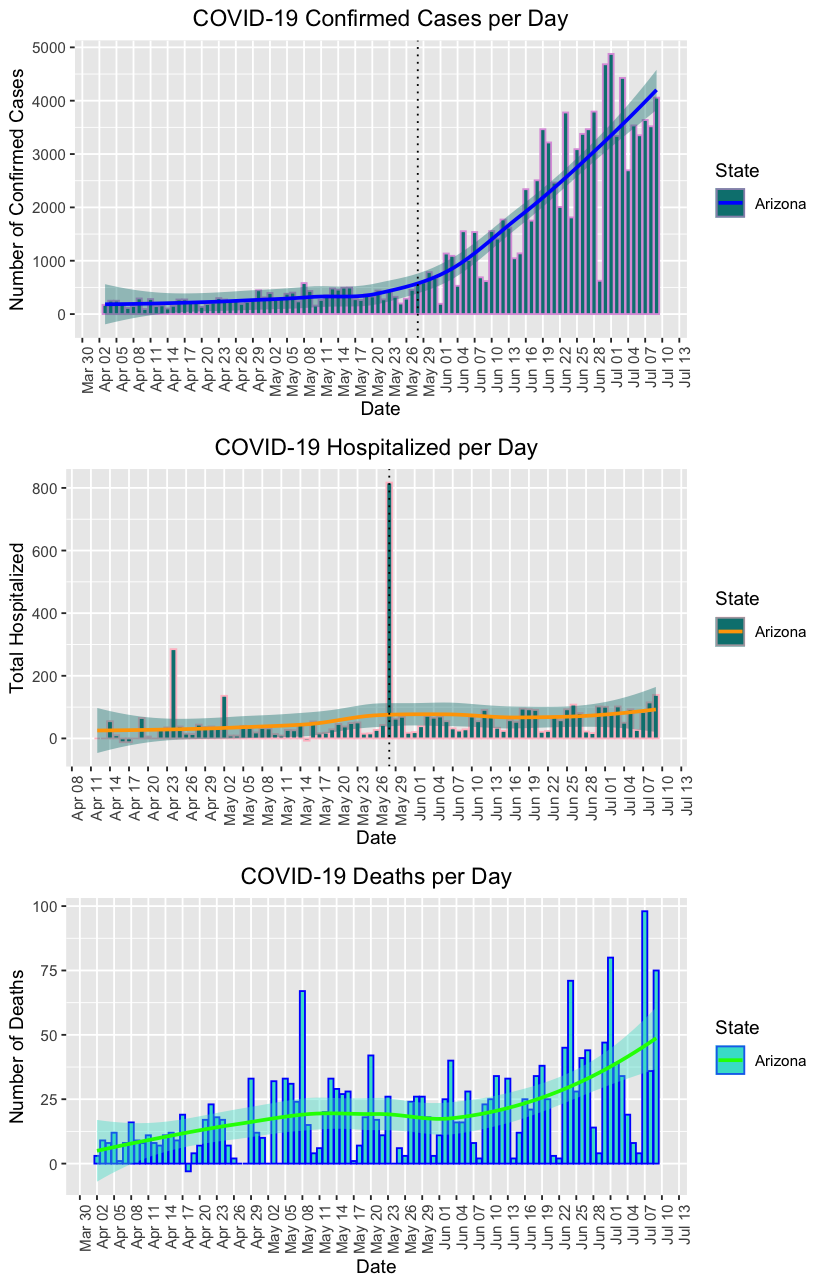 COVID-19 Confirmed Cases per Day
Number of Confirmed Cases
5000
4000
3000
2000
1000
0
Mar 30 Apr 02 Apr 05 Apr 08 Apr 11 Apr 14 Apr 17 Apr 20 Apr 23 Apr 26 Apr 29 May 02 May 05 May 08 May 11 May 14 May 17 May 20 May 23 May 26 May 29 Jun 01 Jun 04 Jun 07 Jun 10 Jun 13 Jun 16 Jun 19 Jun 22 Jun 25 Jun 28 Jul 01 Jul 04 Jul 07 Jul 10 Jul 13
Date
State
Arizona
COVID-19 Hospitalized per Day
Total Hospitalized
800
600
400
200
0
Apr 08 Apr 11 Apr 14 Apr 17 Apr 20 Apr 23 Apr 26 Apr 29 May 02 May 05 May 08 May 11 May 14 May 17 May 20 May 23 May 26 May 29 Jun 01 Jun 04 Jun 07 Jun 10 Jun 13 Jun 16 Jun 19 Jun 22 Jun 25 Jun 28 Jul 01 Jul 04 Jul 07 Jul 10 Jul 13
Date
State
Arizona
COVID-19 Deaths per Day
Number of Deaths
100
75
50
25
0
Mar 30 Apr 02 Apr 05 Apr 08 Apr 11 Apr 14 Apr 17 Apr 20 Apr 23 Apr 26 Apr 29 May 02 May 05 May 08 May 11 May 14 May 17 May 20 May 23 May 26 May 29 Jun 01 Jun 04 Jun 07 Jun 10 Jun 13 Jun 16 Jun 19 Jun 22 Jun 25 Jun 28 Jul 01 Jul 04 Jul 07 Jul 10 Jul 13
Date
State
Arizona